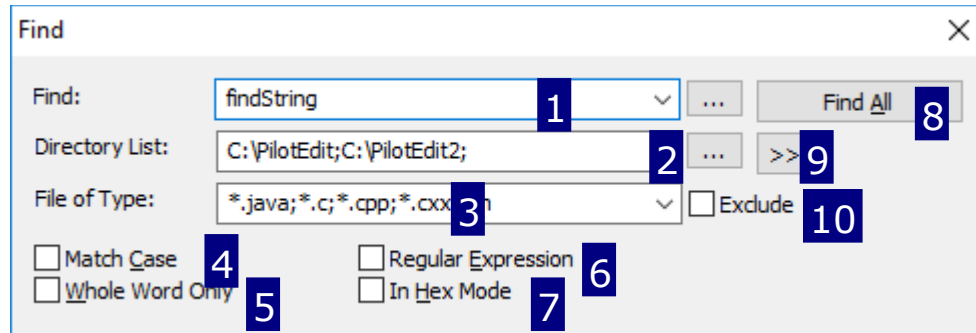 Find
Find: findString 1 ... Find All 8
Directory List: C:\PilotEdit;C:\PilotEdit2; 2 ... >> 9
File of Type: *.java;*.c;*.cpp;*.cxx 3 Exclude 10
Match Case 4 Regular Expression 6
Whole Word Only 5 In Hex Mode 7